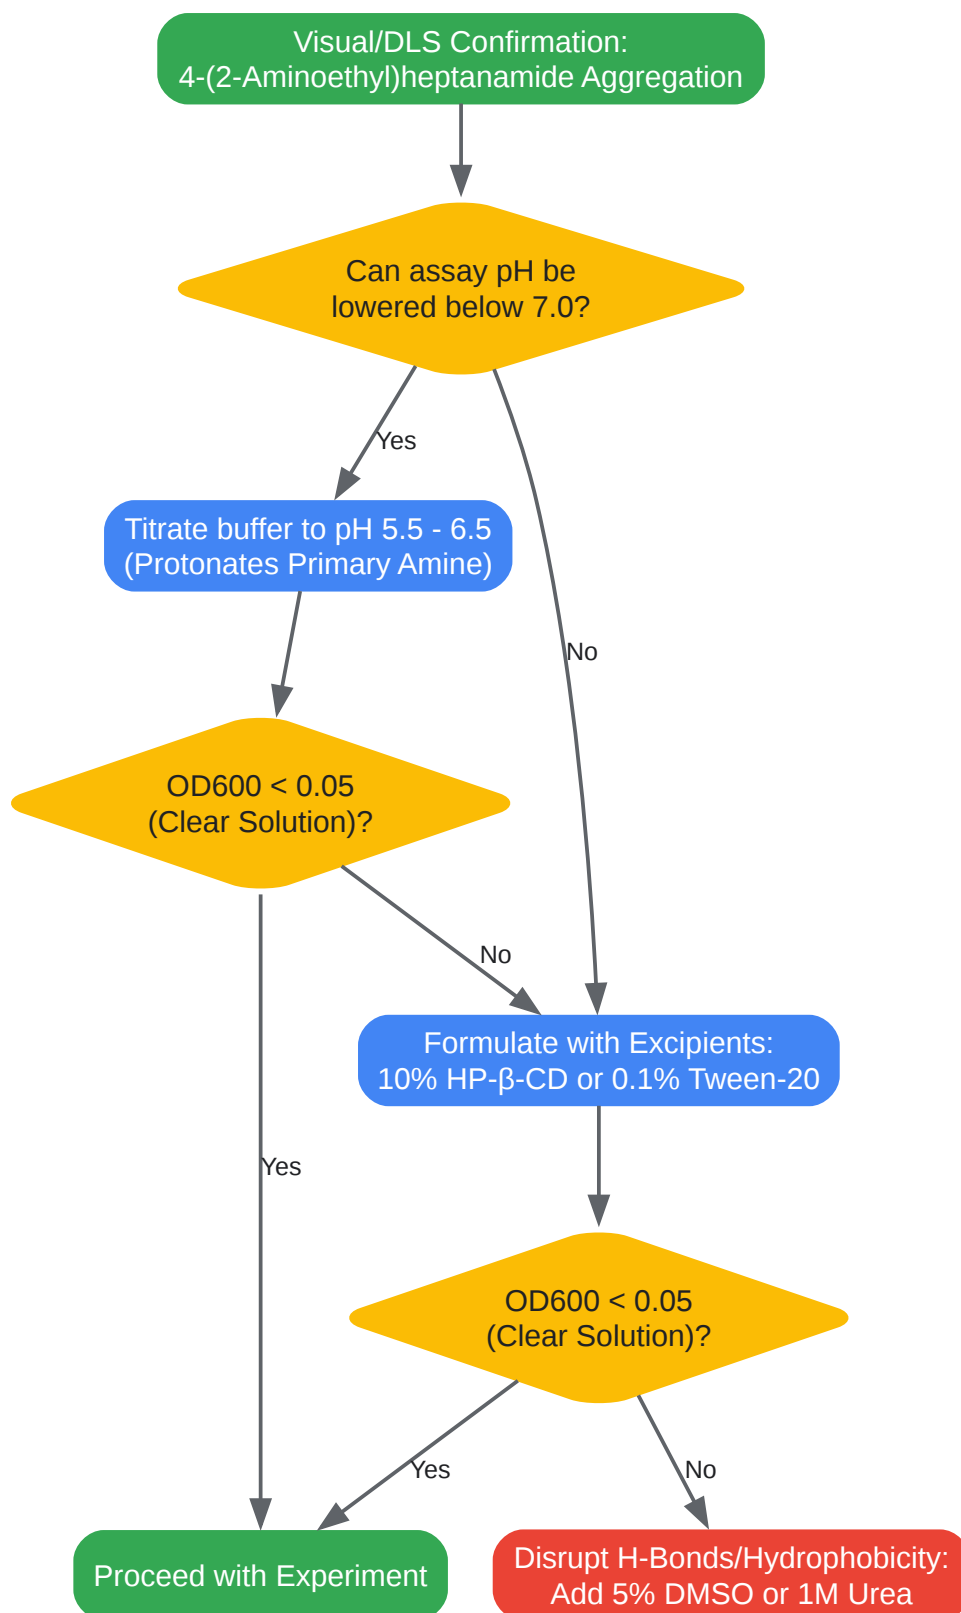 Visual/DLS Confirmation:
4-(2-Aminoethyl)heptanamide Aggregation
Can assay pH be
lowered below 7.0?
Yes
Titrate buffer to pH 5.5 - 6.5
(Protonates Primary Amine)
No
OD600 < 0.05
(Clear Solution)?
No
Formulate with Excipients:
10% HP-β-CD or 0.1% Tween-20
Yes
OD600 < 0.05
(Clear Solution)?
Yes
No
Proceed with Experiment
Disrupt H-Bonds/Hydrophobicity:
Add 5% DMSO or 1M Urea